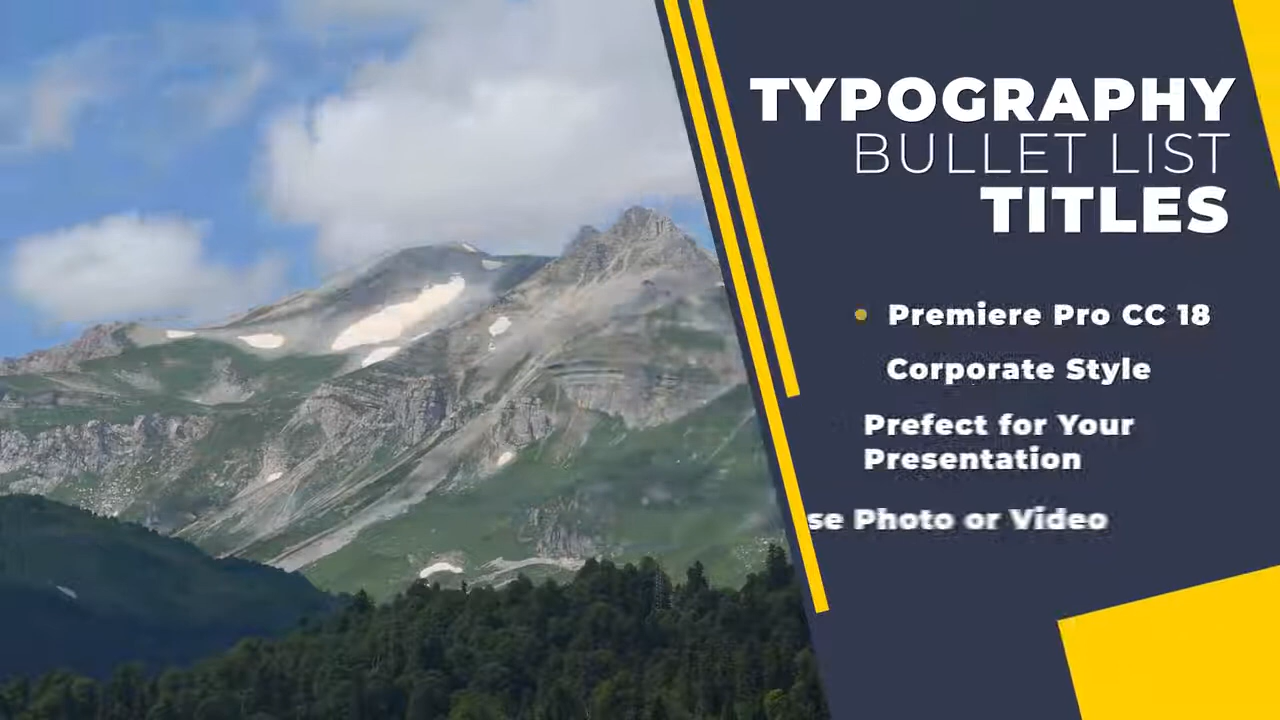 TYPOGRAPHY
BULLET LIST
TITLES
Premiere Pro CC 18
Corporate Style
Prefect for Your
Presentation
se Photo or Video